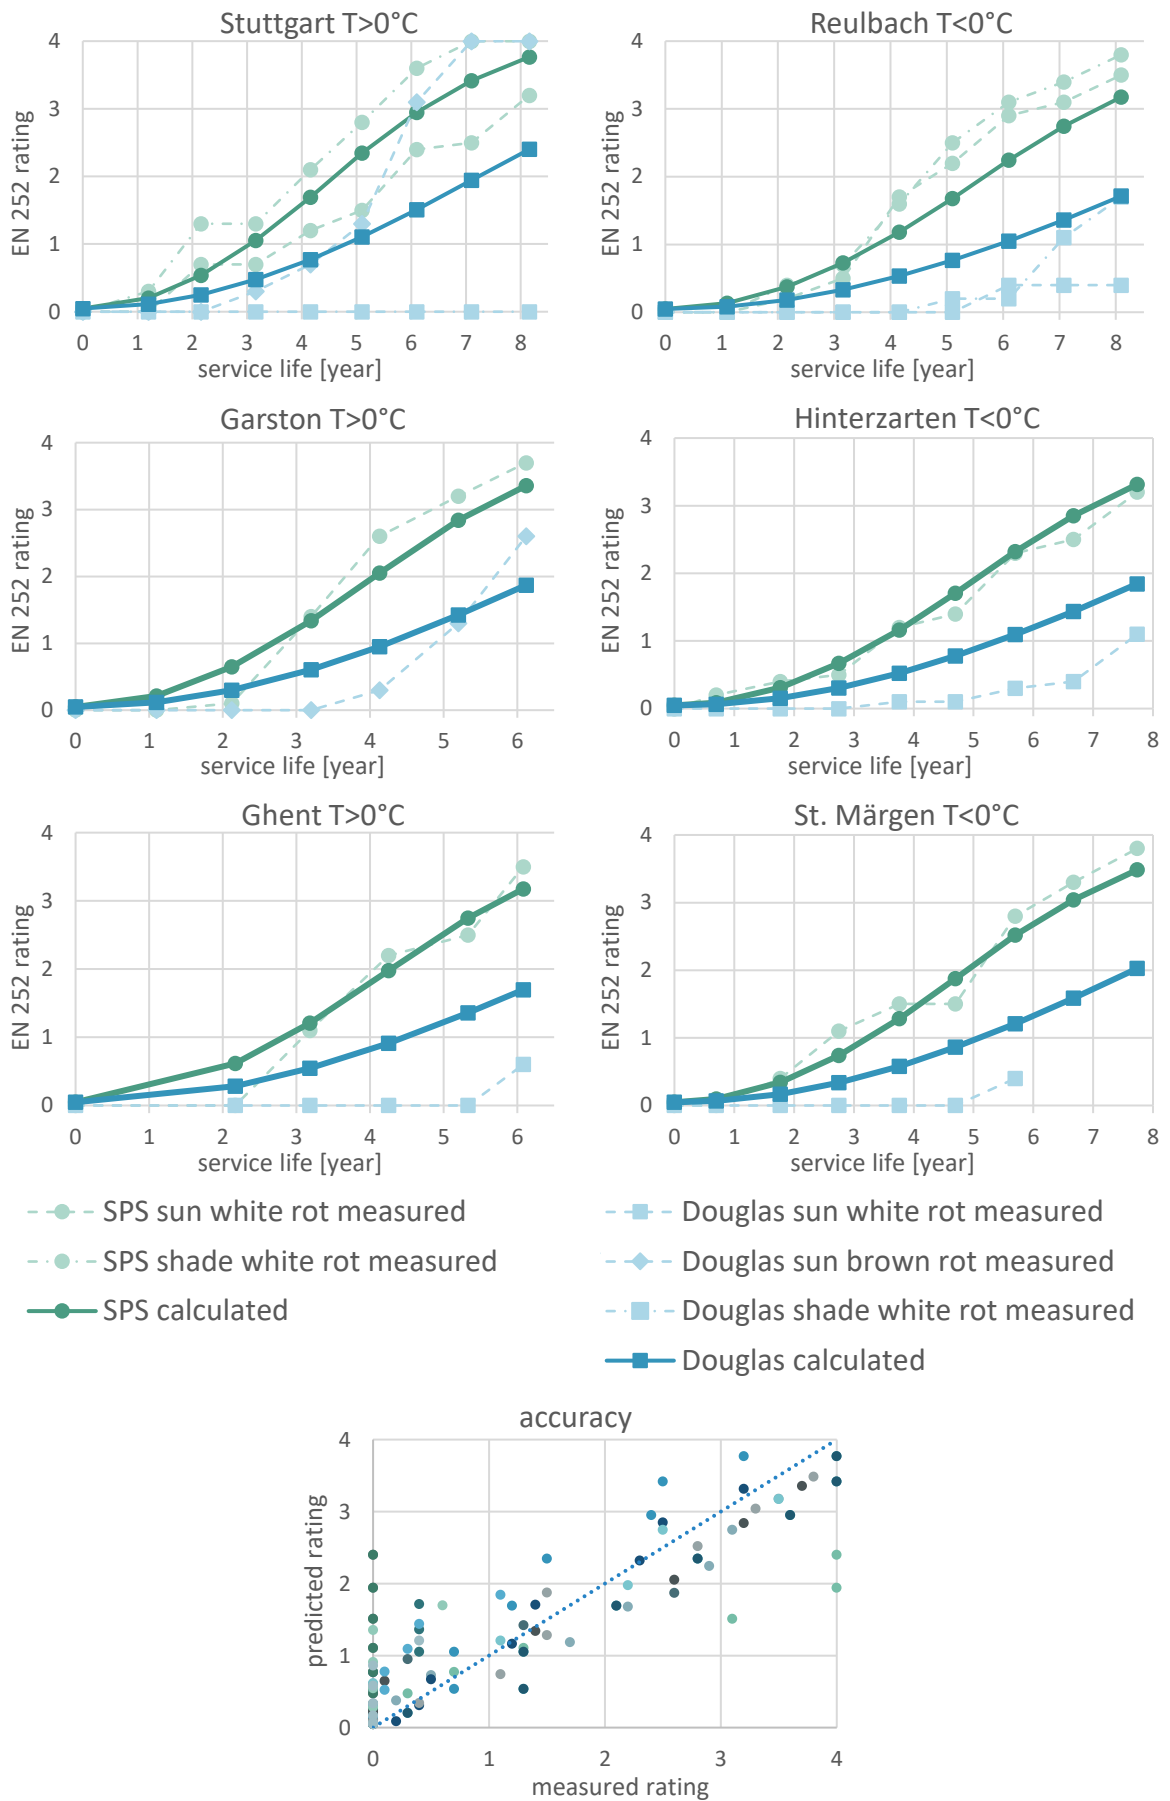 Stuttgart T>0°C
Reulbach T<0°C
EN 252 rating
4
3
2
1
0
0 1 2 3 4 5 6 7 8
service life [year]
EN 252 rating
4
3
2
1
0
0 1 2 3 4 5 6 7 8
service life [year]
Garston T>0°C
Hinterzarten T<0°C
EN 252 rating
4
3
2
1
0
0 1 2 3 4 5 6
service life [year]
EN 252 rating
4
3
2
1
0
0 1 2 3 4 5 6 7 8
service life [year]
Ghent T>0°C
St. Märgen T<0°C
EN 252 rating
4
3
2
1
0
0 1 2 3 4 5 6
service life [year]
EN 252 rating
4
3
2
1
0
0 1 2 3 4 5 6 7 8
service life [year]
SPS sun white rot measured
SPS shade white rot measured
SPS calculated
Douglas sun white rot measured
Douglas sun brown rot measured
Douglas shade white rot measured
Douglas calculated
accuracy
predicted rating
4
3
2
1
0
0 1 2 3 4
measured rating